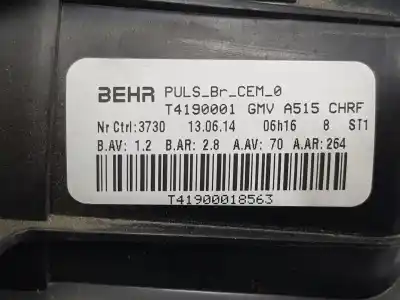 BEHR PULS_Br_CEM_0
T4190001 GMV A515 CHRF
Nr Ctrl:3730 13.06.14 06h16 8 ST1
B.AV: 1.2 B.AR: 2.8 A.AV: 70 A.AR: 264
T41900018563